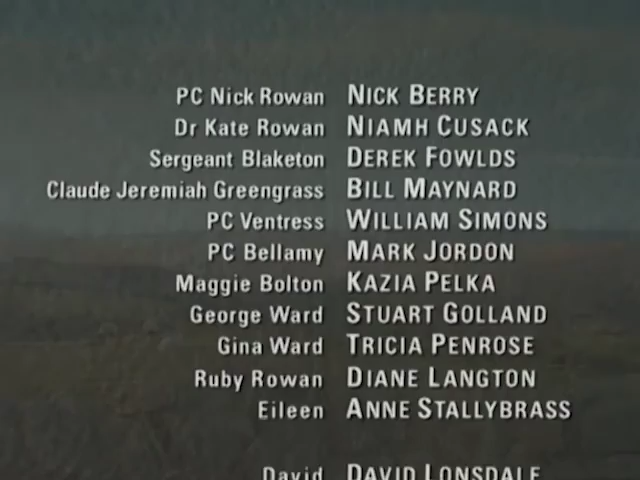 PC Nick Rowan NICK BERRY
Dr Kate Rowan NIAMH CUSACK
Sergeant Blaketon DEREK FOWLDS
Claude Jeremiah Greengrass BILL MAYNARD
PC Ventress WILLIAM SIMONS
PC Bellamy MARK JORDON
Maggie Bolton KAZIA PELKA
George Ward STUART GOLLAND
Gina Ward TRICIA PENROSE
Ruby Rowan DIANE LANGTON
Eileen ANNE STALLYBRASS
David DAVID LONSDALE